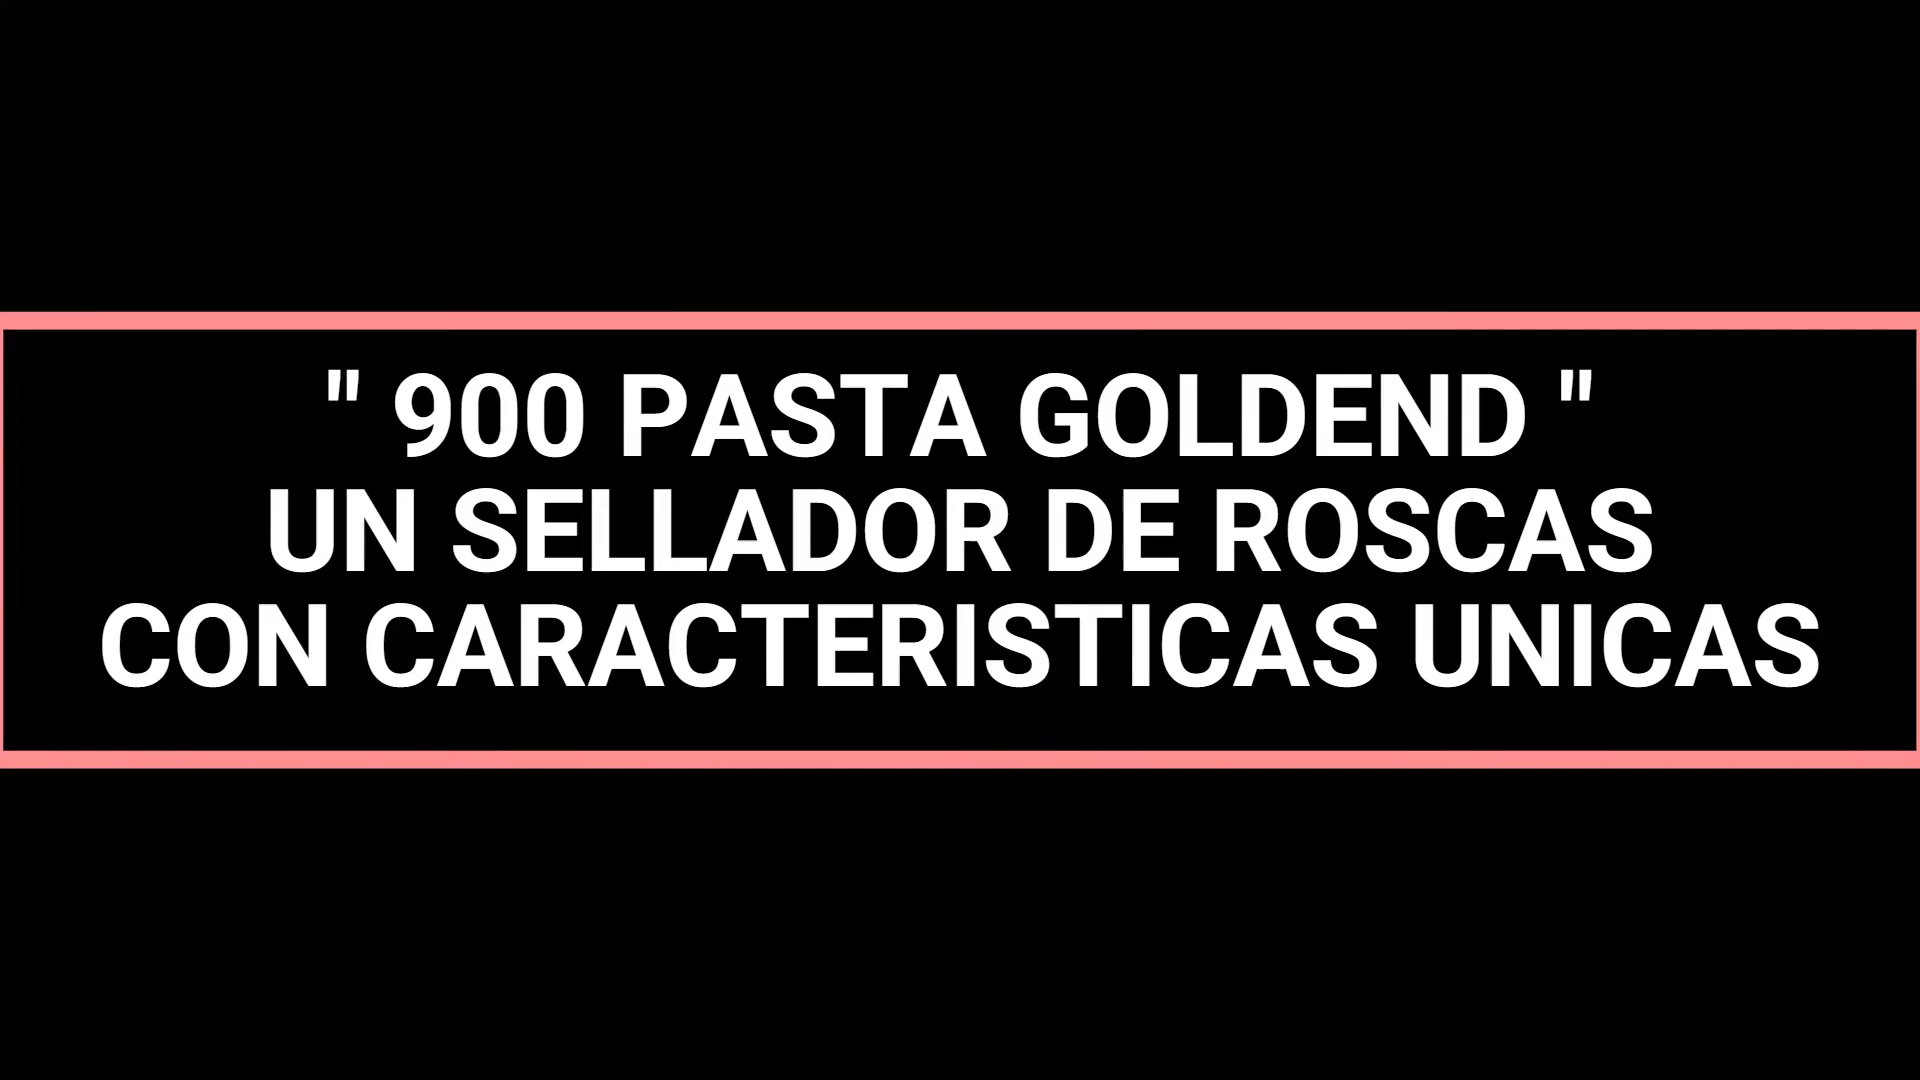 " 900 PASTA GOLDEND "
UN SELLADOR DE ROSCAS
CON CARACTERISTICAS UNICAS